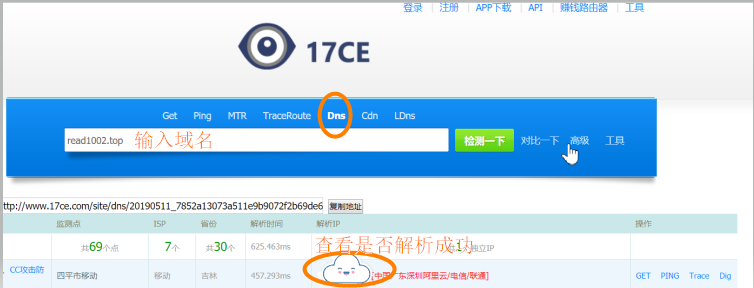 登录 | 注册 | APP下载 | API | 赚钱路由器 | 工具
17CE
Get Ping MTR TraceRoute Dns Cdn LDns
read1002.top 输入域名 检测一下 对比一下 高级 工具
ttp://www.17ce.com/site/dns/20190511_7852a13073a511e9b9072f2b69de6 复制地址
监测点 ISP 省份 解析时间 解析IP 操作
共69个点 7个 共30个 625.463ms 查看是否解析成功 1 独立IP
CC攻击防 四平市移动 移动 吉林 457.293ms [中国广东深圳阿里云/电信/联通] GET PING Trace Dig